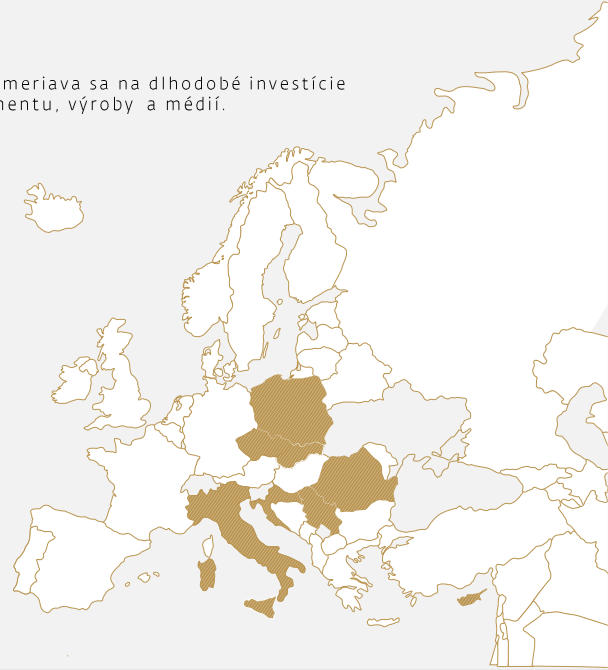 meriava sa na dlhodobé investície
mentu, výroby a médií.